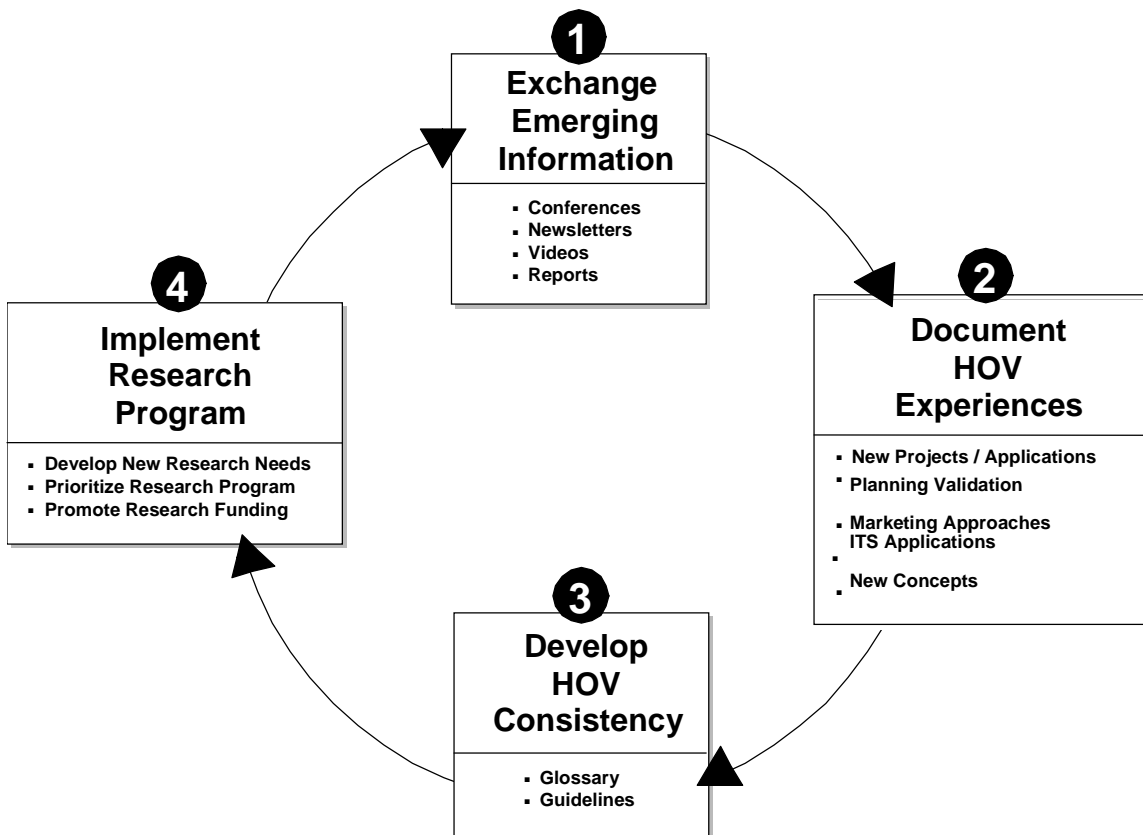 1
Exchange
Emerging
Information
▪ Conferences
▪ Newsletters
▪ Videos
▪ Reports
2
Document
HOV
Experiences
▪ New Projects / Applications
▪ Planning Validation
▪ Marketing Approaches
▪ ITS Applications
▪ New Concepts
3
Develop
HOV
Consistency
▪ Glossary
▪ Guidelines
4
Implement
Research
Program
▪ Develop New Research Needs
▪ Prioritize Research Program
▪ Promote Research Funding